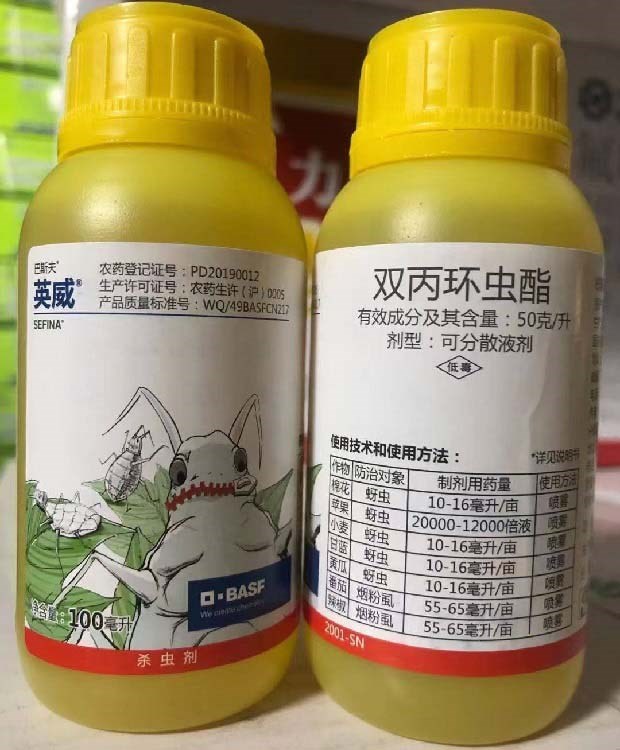 巴斯夫®
英威®
SEFINA®
农药登记证号：PD20190012
生产许可证号：农药生许（沪）0005
产品质量标准号：WQ/49BASFCN217
BASF
We create chemistry
净含量：100毫升
杀虫剂
双丙环虫酯
有效成分及其含量：50克/升
剂型：可分散液剂
低毒
使用技术和使用方法：
*详见说明书
作物 防治对象 制剂用药量 使用方法
棉花 蚜虫 10-16毫升/亩 喷雾
苹果 蚜虫 20000-12000倍液 喷雾
小麦 蚜虫 10-16毫升/亩 喷雾
甘蓝 蚜虫 10-16毫升/亩 喷雾
黄瓜 蚜虫 10-16毫升/亩 喷雾
番茄 烟粉虱 55-65毫升/亩 喷雾
辣椒 烟粉虱 55-65毫升/亩 喷雾
2001-SN